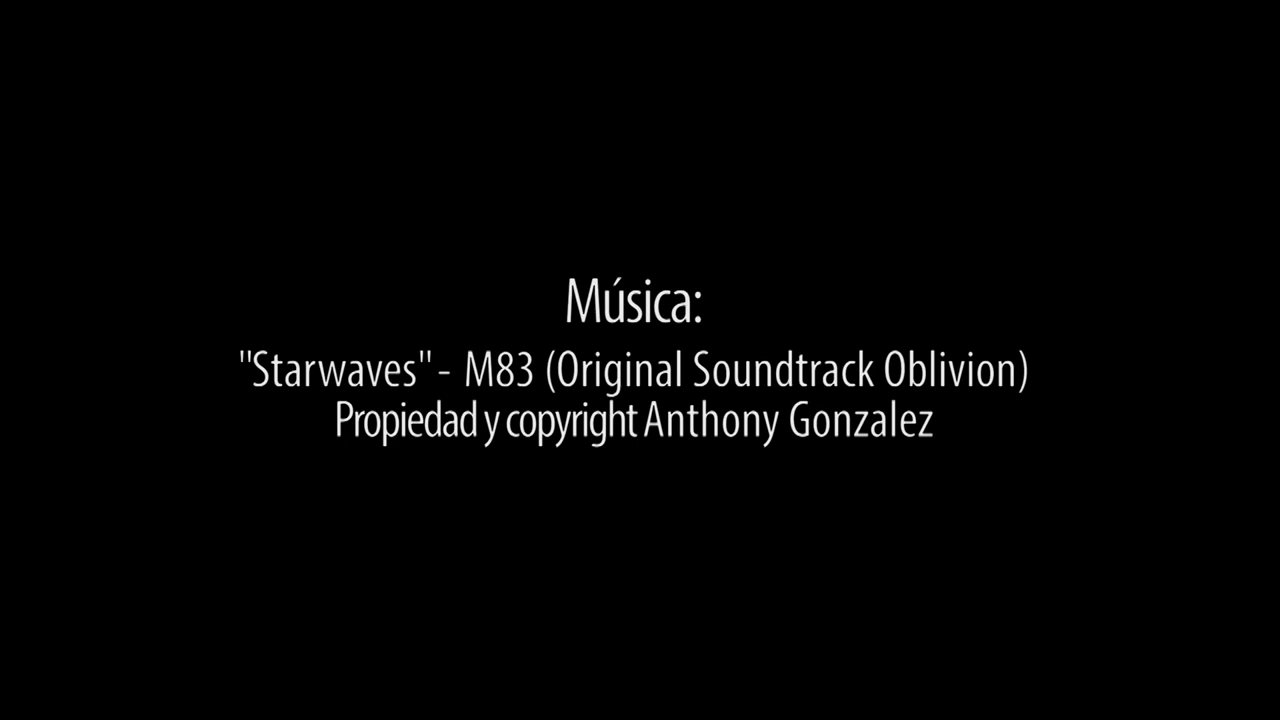 Música:
"Starwaves" - M83 (Original Soundtrack Oblivion)
Propiedad y copyright Anthony Gonzalez